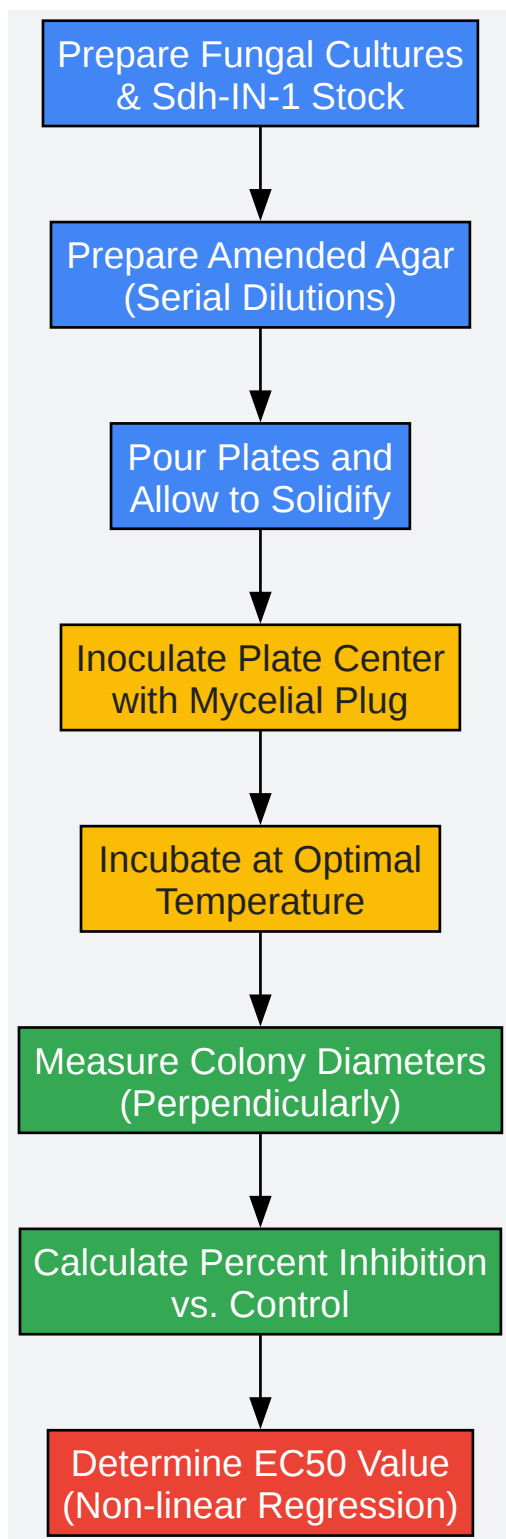 Prepare Fungal Cultures
& Sdh-IN-1 Stock
Prepare Amended Agar
(Serial Dilutions)
Pour Plates and
Allow to Solidify
Inoculate Plate Center
with Mycelial Plug
Incubate at Optimal
Temperature
Measure Colony Diameters
(Perpendicularly)
Calculate Percent Inhibition
vs. Control
Determine EC50 Value
(Non-linear Regression)